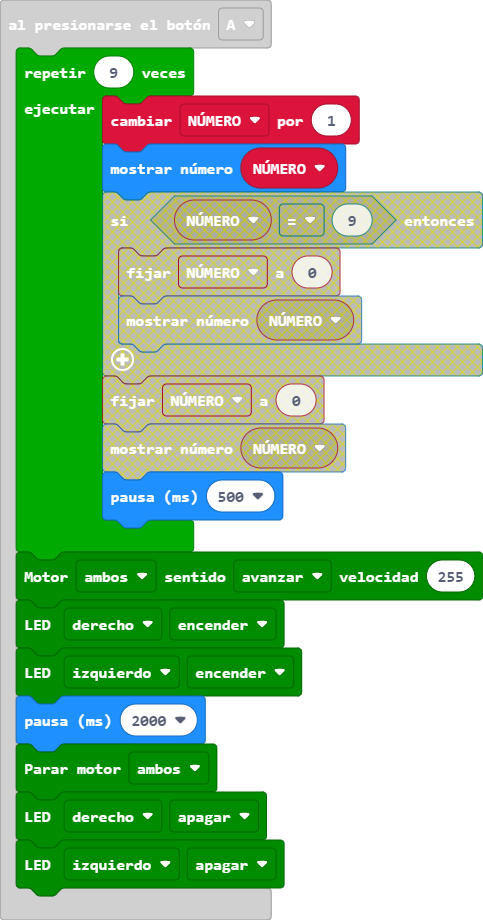 al presionarse el botón A
repetir 9 veces
ejecutar
cambiar NÚMERO por 1
mostrar número NÚMERO
si NÚMERO = 9 entonces
fijar NÚMERO a 0
mostrar número NÚMERO
fijar NÚMERO a 0
mostrar número NÚMERO
pausa (ms) 500
Motor ambos sentido avanzar velocidad 255
LED derecho encender
LED izquierdo encender
pausa (ms) 2000
Parar motor ambos
LED derecho apagar
LED izquierdo apagar